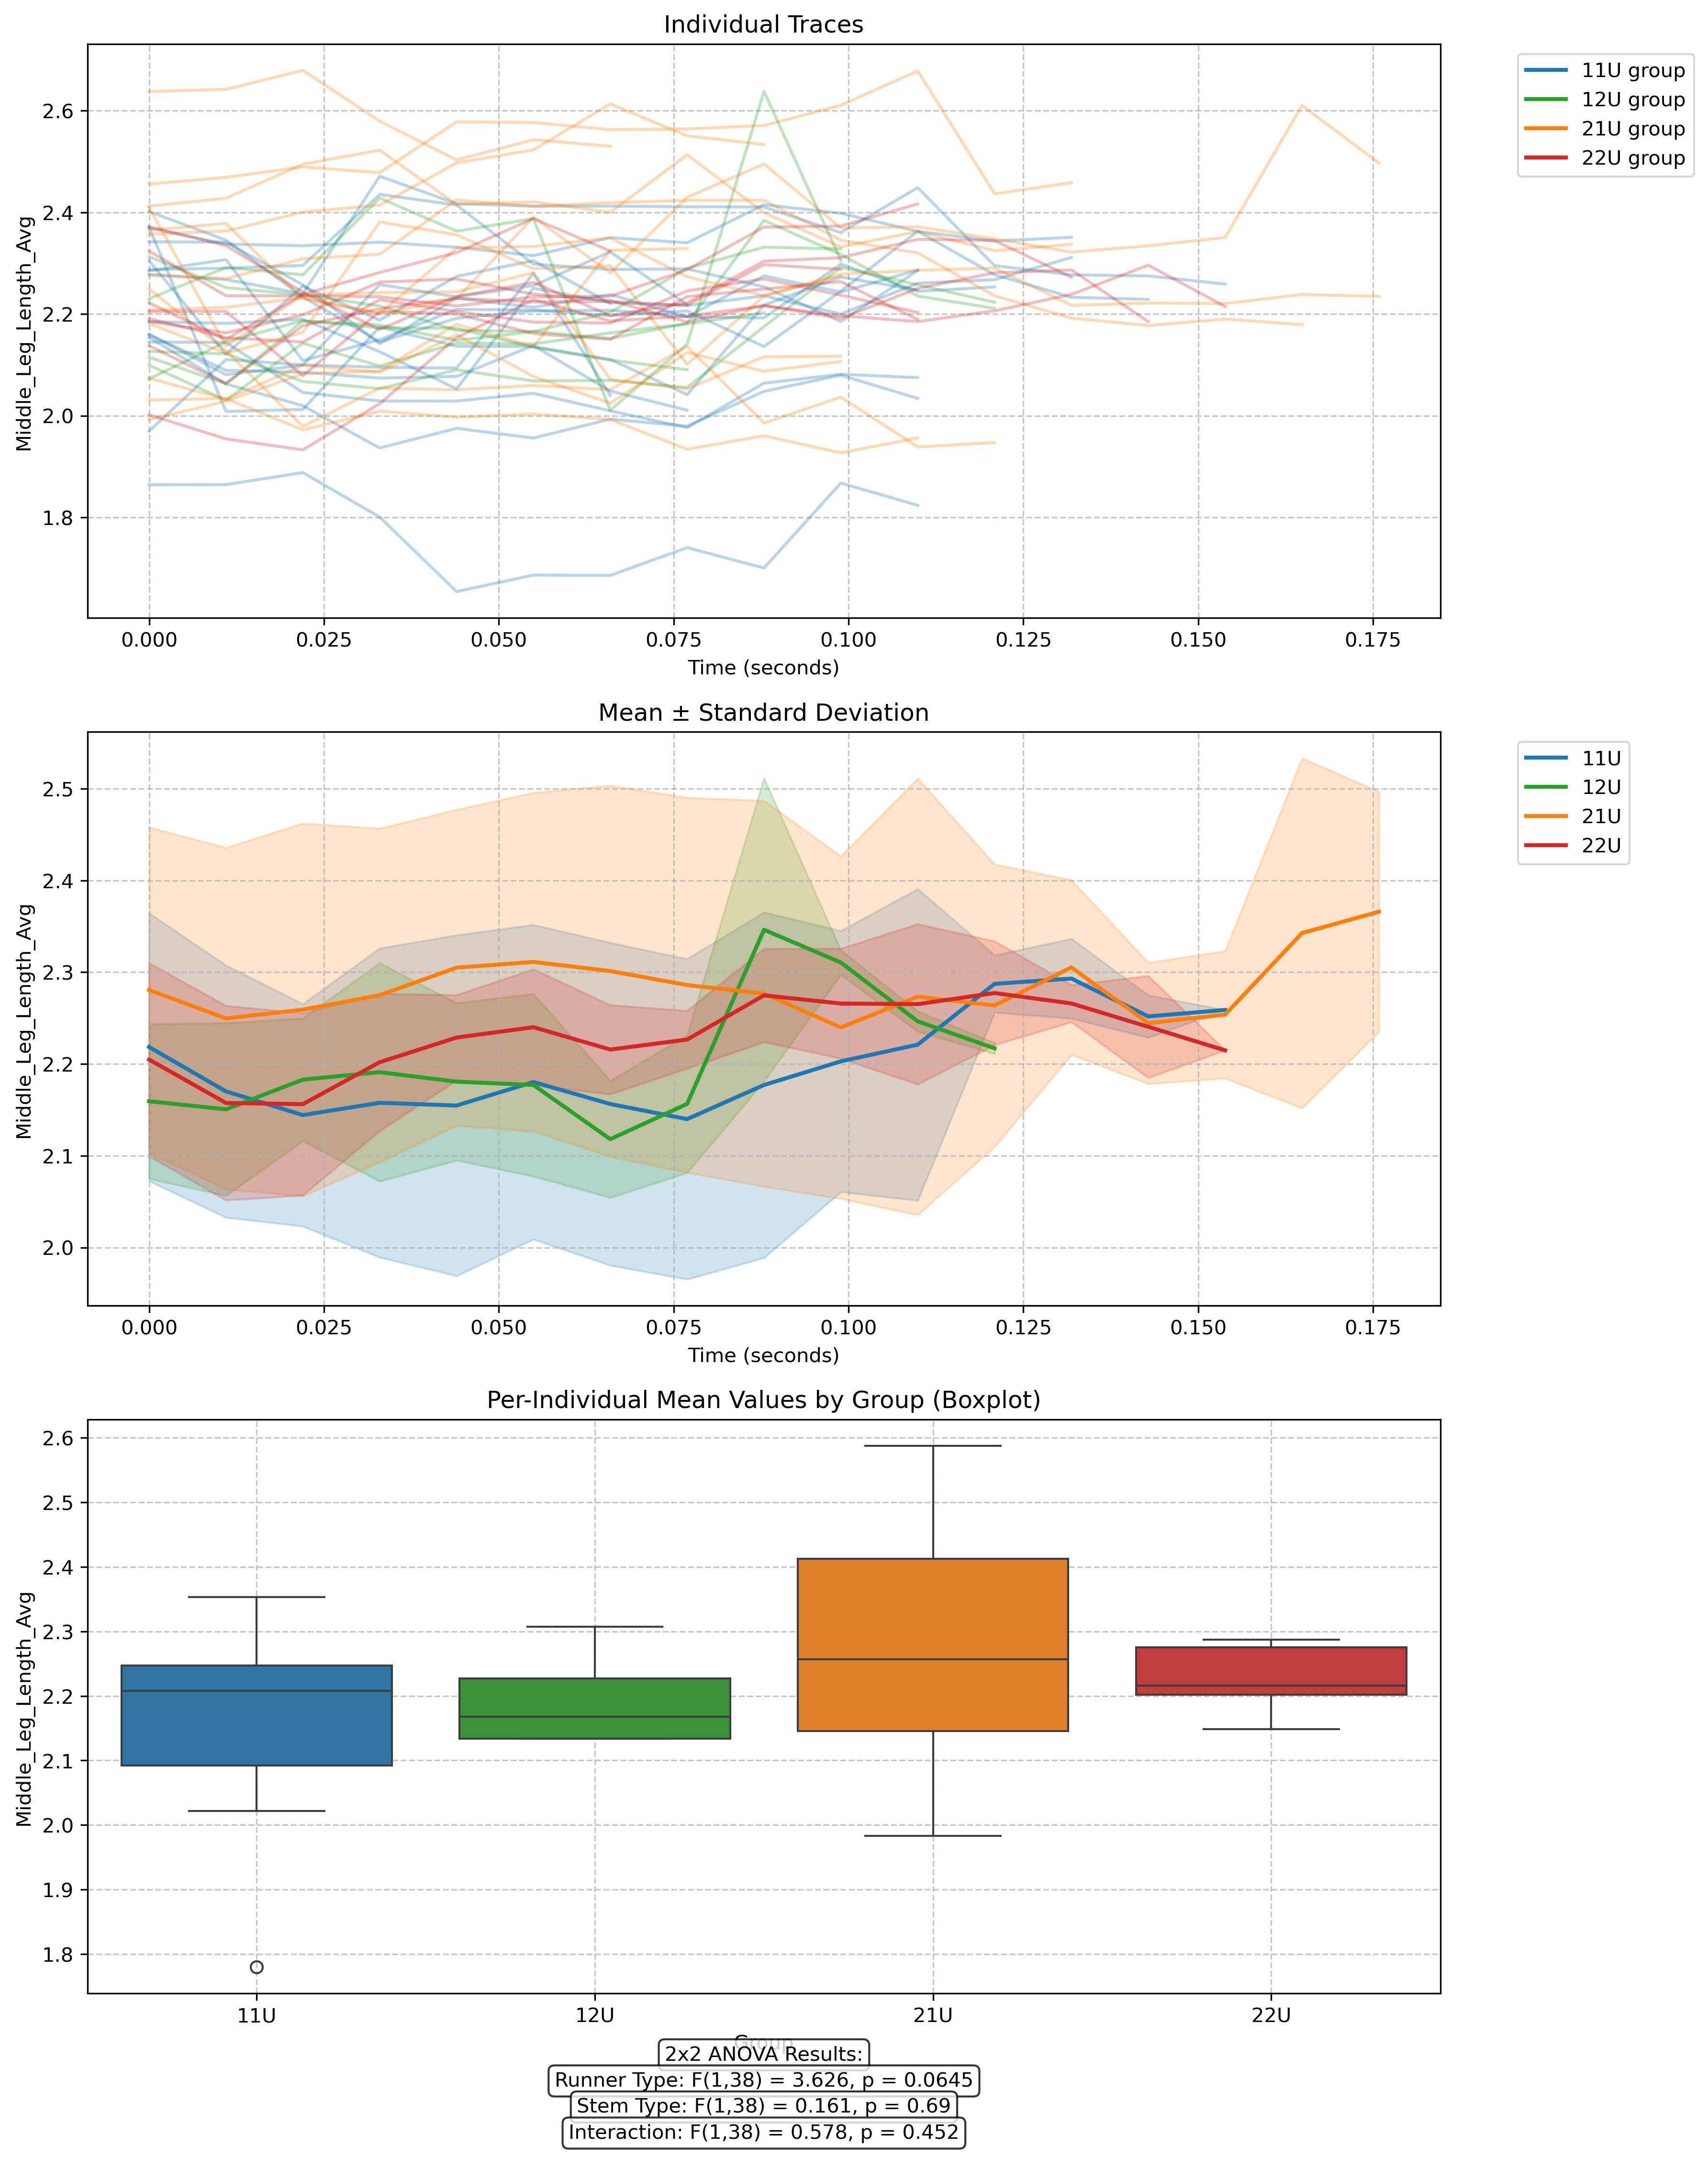 Individual Traces
Middle_Leg_Length_Avg
2.6
2.4
2.2
2.0
1.8
0.000 0.025 0.050 0.075 0.100 0.125 0.150 0.175
Time (seconds)
11U group
12U group
21U group
22U group
Mean ± Standard Deviation
Middle_Leg_Length_Avg
2.5
2.4
2.3
2.2
2.1
2.0
0.000 0.025 0.050 0.075 0.100 0.125 0.150 0.175
Time (seconds)
11U
12U
21U
22U
Per-Individual Mean Values by Group (Boxplot)
Middle_Leg_Length_Avg
2.6
2.5
2.4
2.3
2.2
2.1
2.0
1.9
1.8
11U 12U 21U 22U
Group
2x2 ANOVA Results:
Runner Type: F(1,38) = 3.626, p = 0.0645
Stem Type: F(1,38) = 0.161, p = 0.69
Interaction: F(1,38) = 0.578, p = 0.452